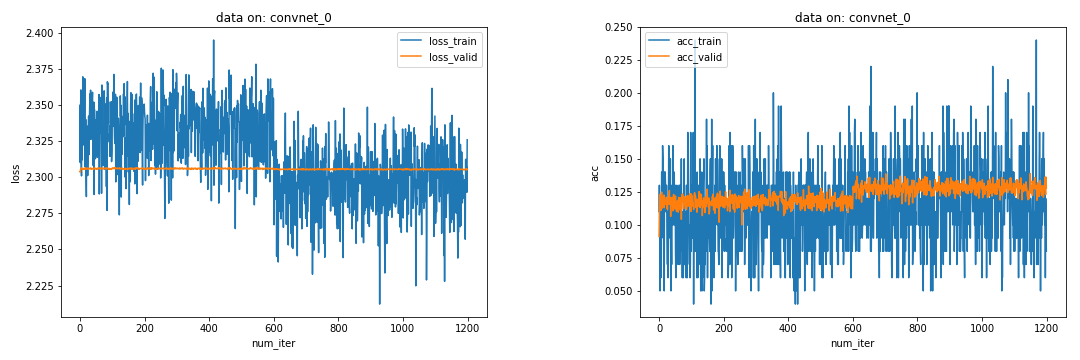 data on: convnet_0
2.400
2.375
2.350
2.325
2.300
2.275
2.250
2.225
loss
loss_train
loss_valid
0 200 400 600 800 1000 1200
num_iter
data on: convnet_0
0.250
0.225
0.200
0.175
0.150
0.125
0.100
0.075
0.050
acc
acc_train
acc_valid
0 200 400 600 800 1000 1200
num_iter